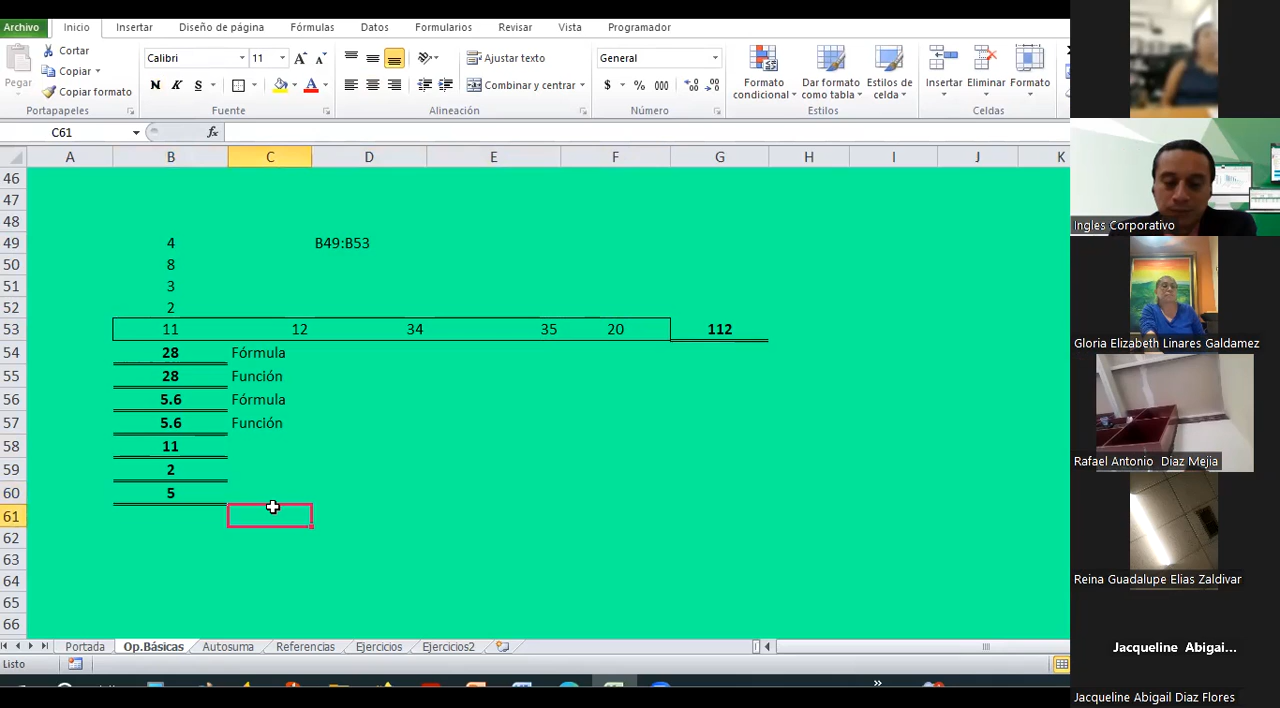 Archivo Inicio Insertar Diseño de página Fórmulas Datos Formularios Revisar Vista Programador
Cortar
Copiar
Copiar formato
Pegar
Portapapeles
Calibri 11
N K S
Fuente
Ajustar texto
Combinar y centrar
Alineación
General
$ % 000
Número
Formato condicional
Dar formato como tabla
Estilos de celda
Estilos
Insertar Eliminar Formato
Celdas
C61 fx
A B C D E F G H I J K
46
47
48
49 4 B49:B53
50 8
51 3
52 2
53 11 12 34 35 20 112
54 28 Fórmula
55 28 Función
56 5.6 Fórmula
57 5.6 Función
58 11
59 2
60 5
61
62
63
64
65
66
Portada Op.Básicas Autosuma Referencias Ejercicios Ejercicios2
Listo
Ingles Corporativo
Gloria Elizabeth Linares Galdamez
Rafael Antonio Diaz Mejia
Reina Guadalupe Elias Zaldivar
Jacqueline Abigai...
Jacqueline Abigail Diaz Flores